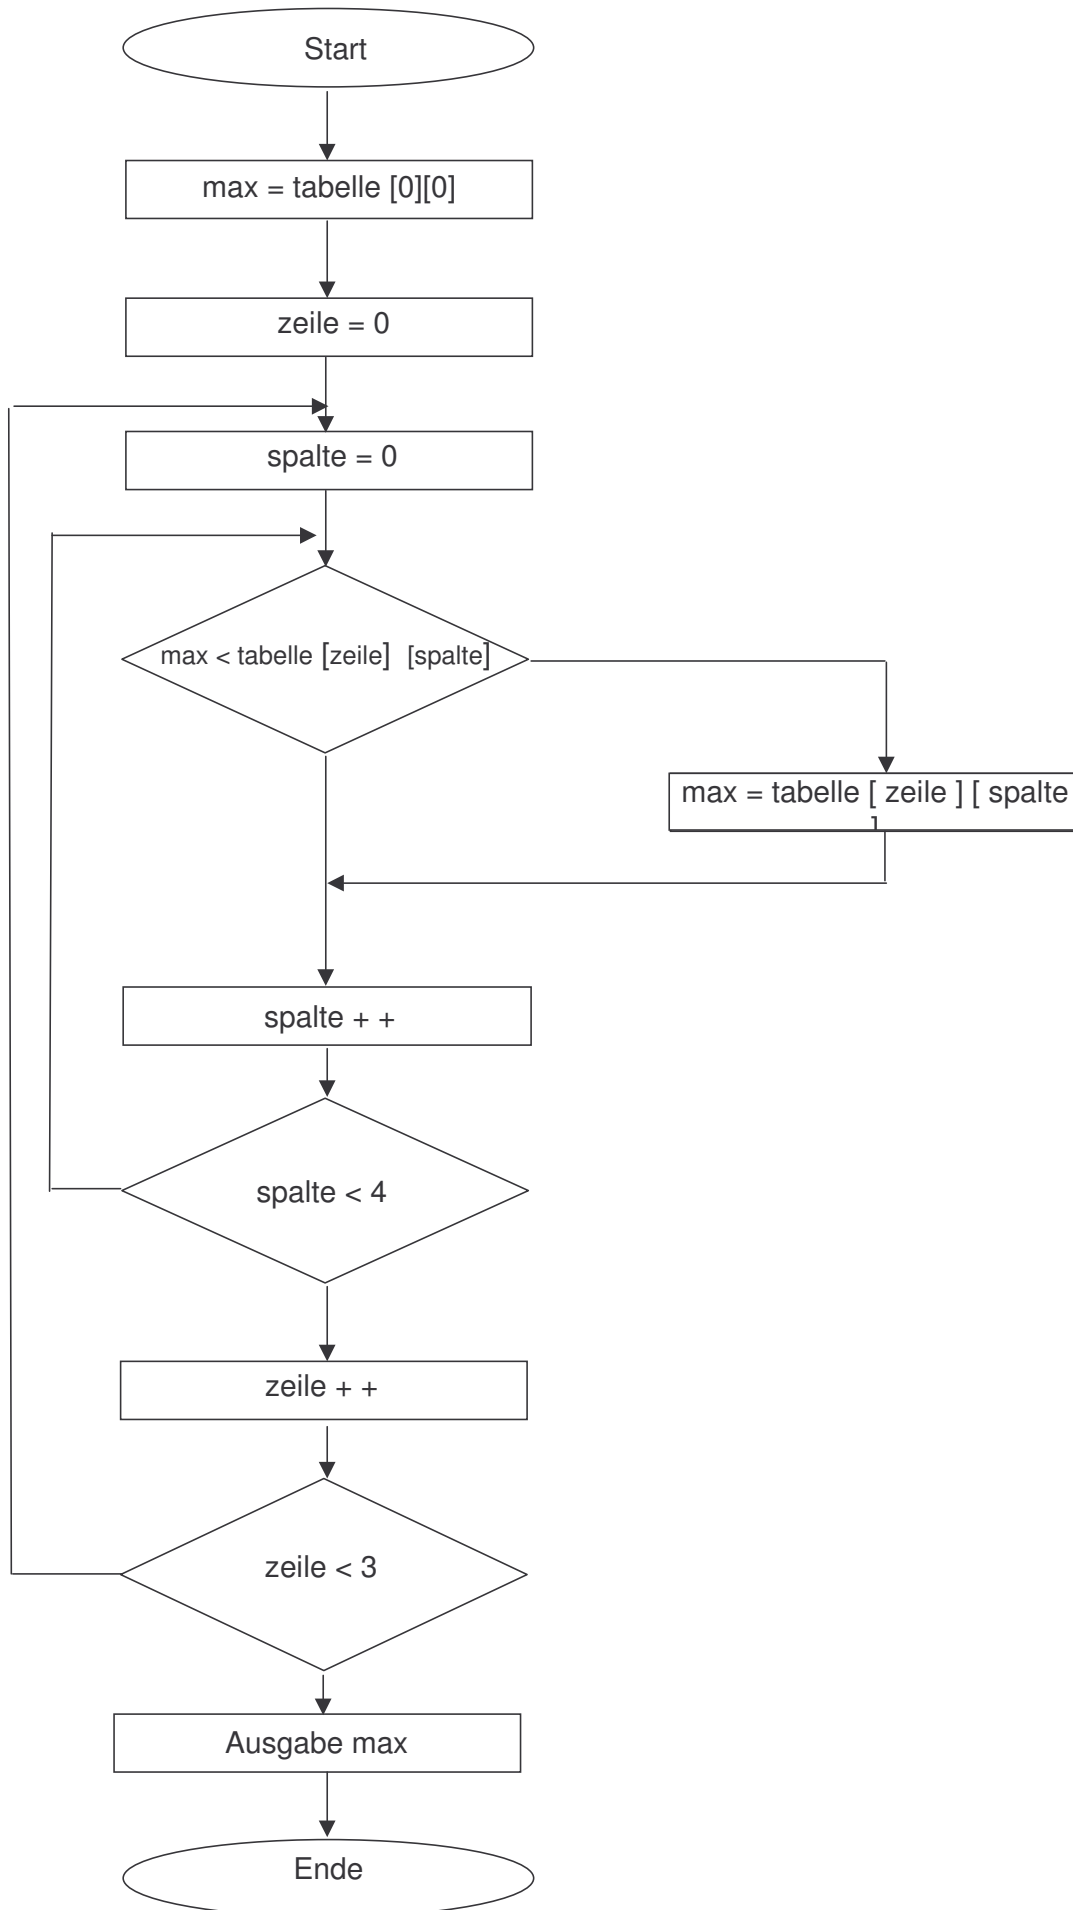 Start
max = tabelle [0][0]
zeile = 0
spalte = 0
max < tabelle [zeile]  [spalte]
max = tabelle [ zeile ] [ spalte
]
spalte + +
spalte < 4
zeile + +
zeile < 3
Ausgabe max
Ende